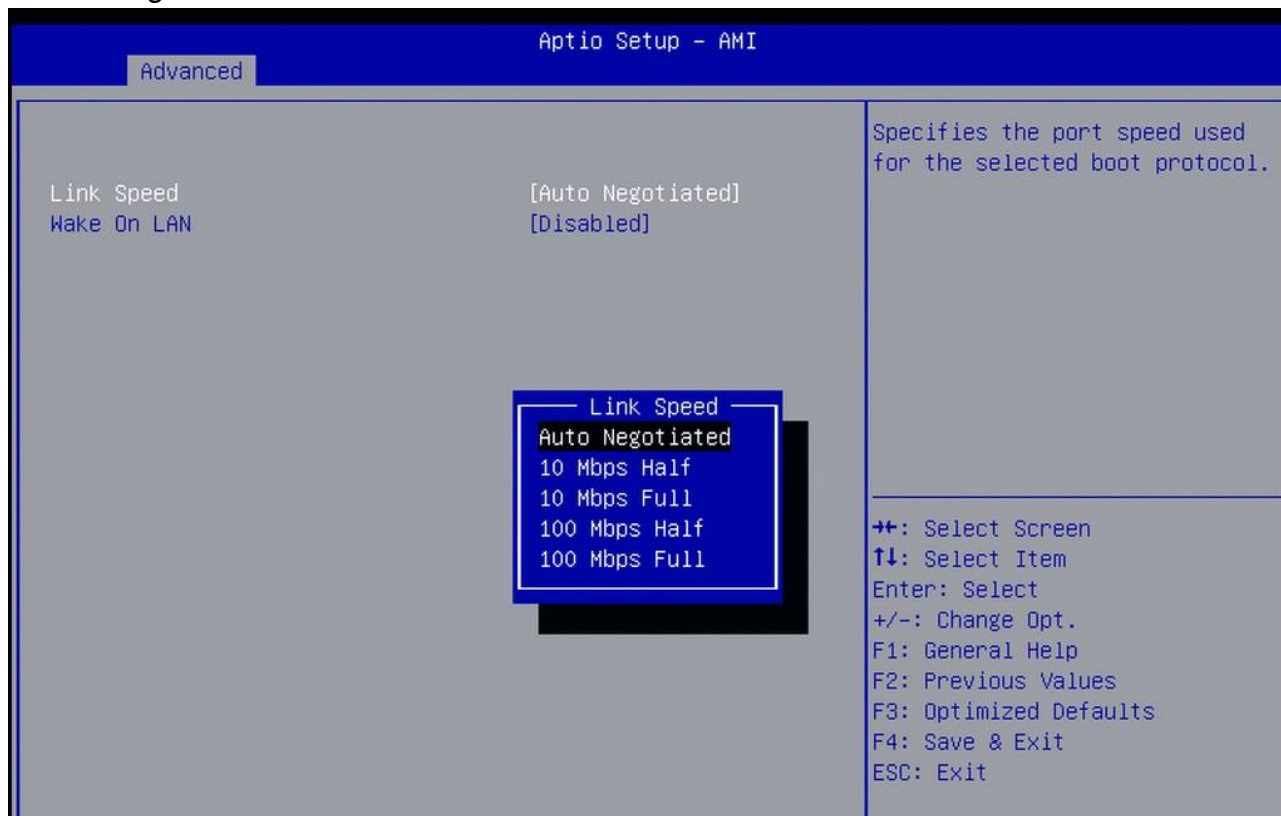 Aptio Setup – AMI
Advanced
Link Speed [Auto Negotiated]
Wake On LAN [Disabled]
Specifies the port speed used
for the selected boot protocol.
Link Speed
Auto Negotiated
10 Mbps Half
10 Mbps Full
100 Mbps Half
100 Mbps Full
→←: Select Screen
↑↓: Select Item
Enter: Select
+/-: Change Opt.
F1: General Help
F2: Previous Values
F3: Optimized Defaults
F4: Save & Exit
ESC: Exit